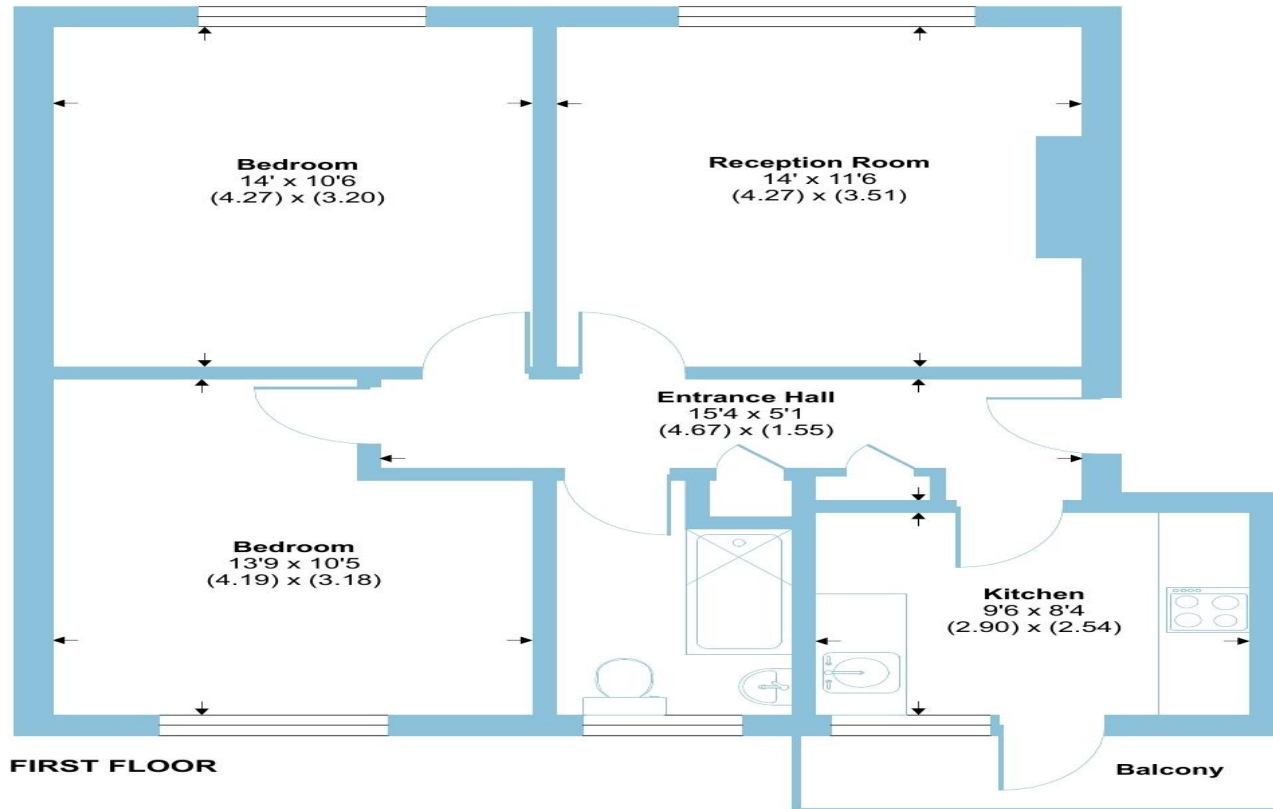 Bedroom
14' x 10'6
(4.27) x (3.20)
Reception Room
14' x 11'6
(4.27) x (3.51)
Entrance Hall
15'4 x 5'1
(4.67) x (1.55)
Bedroom
13'9 x 10'5
(4.19) x (3.18)
Kitchen
9'6 x 8'4
(2.90) x (2.54)
FIRST FLOOR
Balcony